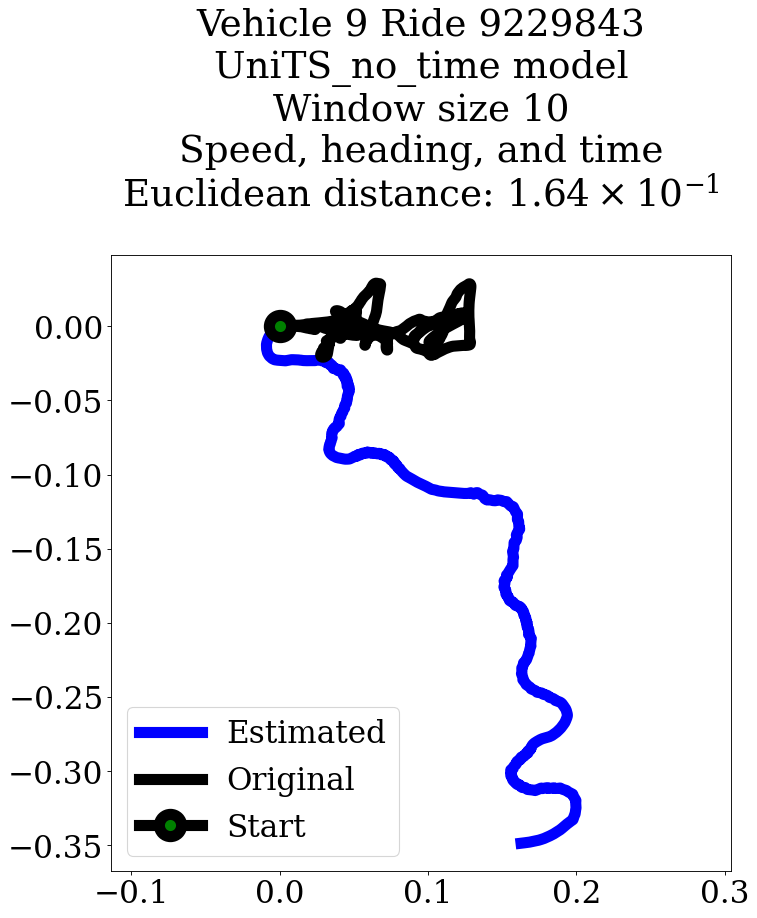 Vehicle 9 Ride 9229843
UniTS_no_time model
Window size 10
Speed, heading, and time
Euclidean distance: 1.64 × 10⁻¹
0.00
−0.05
−0.10
−0.15
−0.20
−0.25
−0.30
−0.35
Estimated
Original
Start
−0.1 0.0 0.1 0.2 0.3